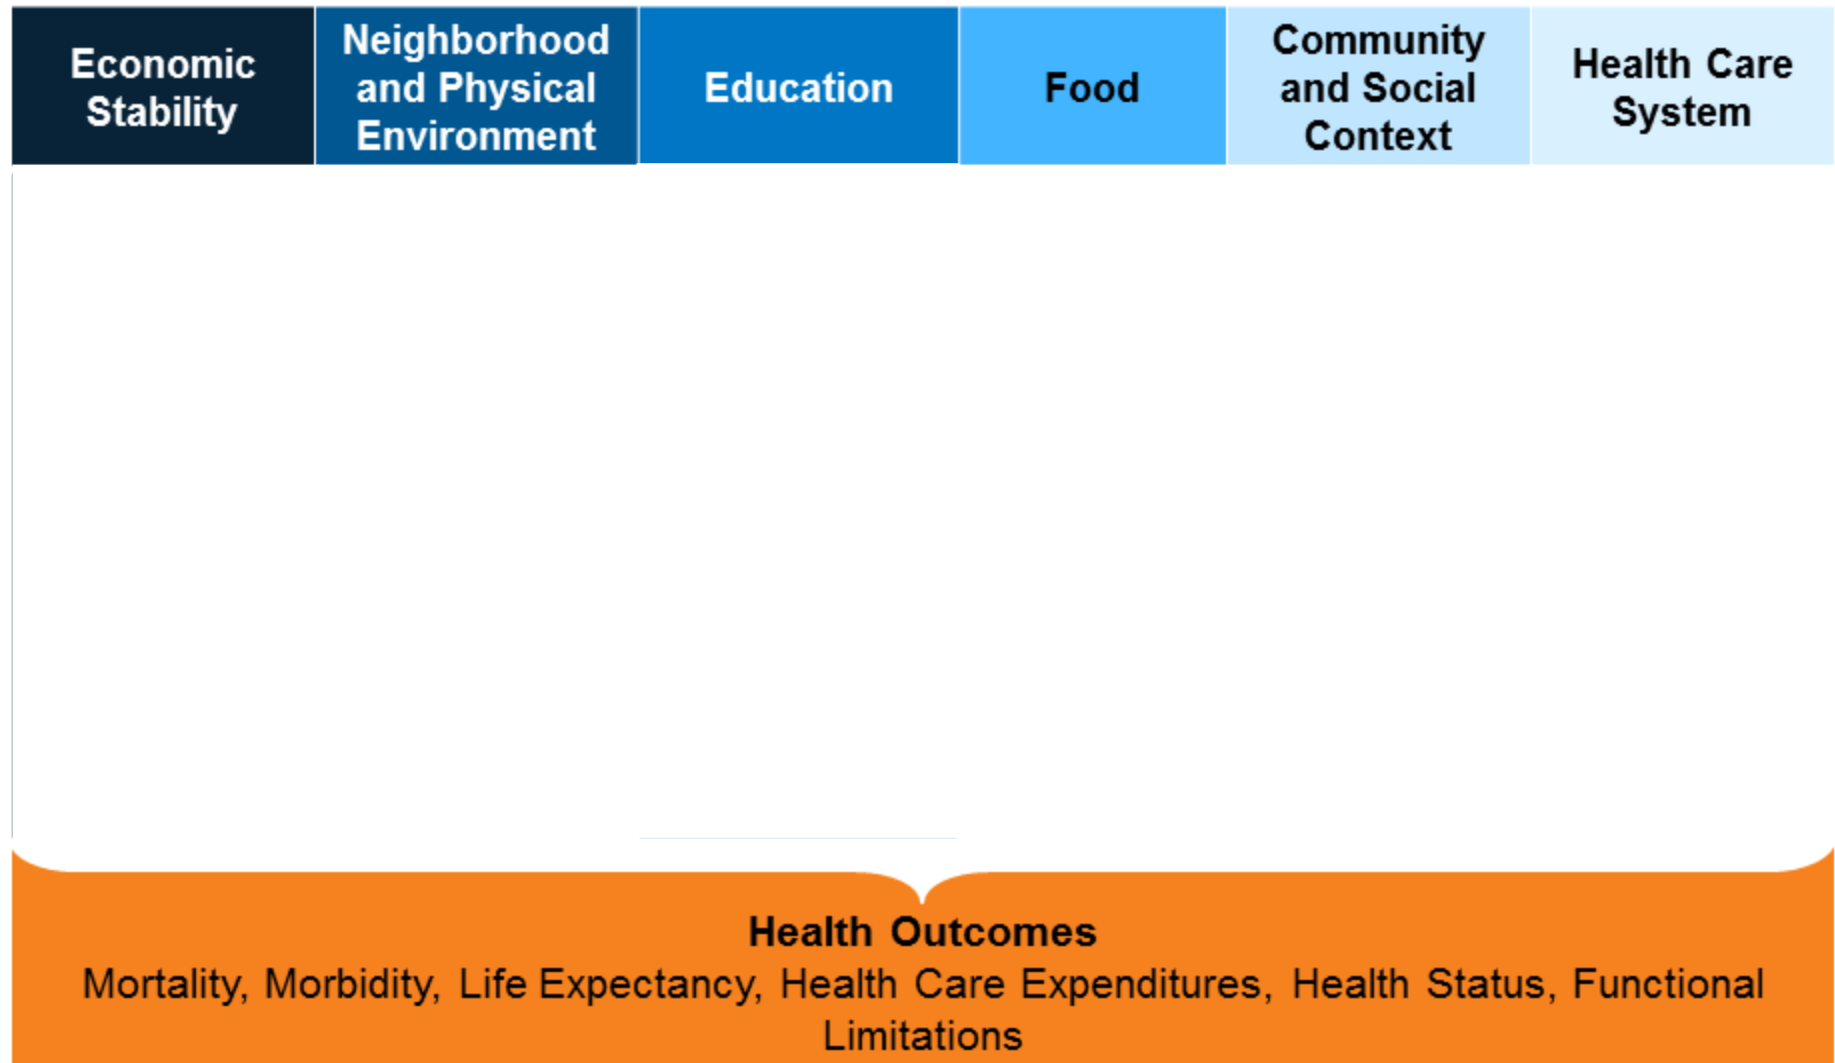 Economic
Stability
Neighborhood
and Physical
Environment
Education
Food
Community
and Social
Context
Health Care
System
Health Outcomes
Mortality, Morbidity, Life Expectancy, Health Care Expenditures, Health Status, Functional
Limitations